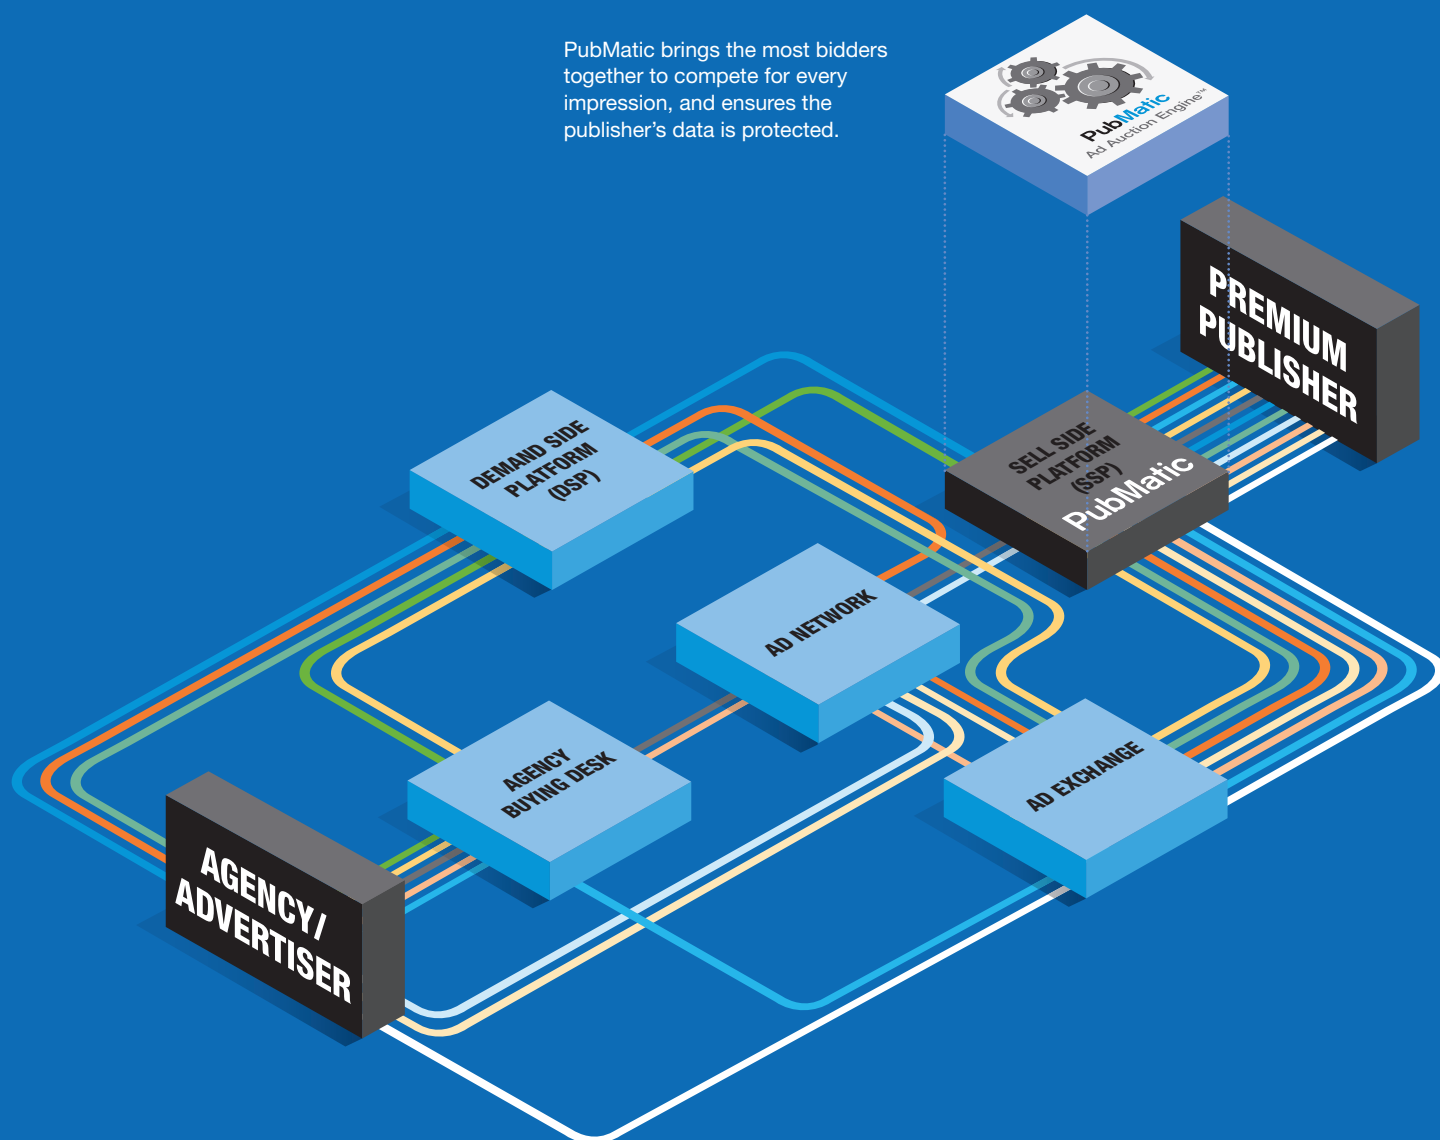 PubMatic brings the most bidders
together to compete for every
impression, and ensures the
publisher’s data is protected.
PubMatic
Ad Auction Engine™
PREMIUM
PUBLISHER
DEMAND SIDE
PLATFORM
(DSP')
SELL SIDE
PLATFORM
(SSP')
PubMatic
AD NETWORK
AGENCY
BUYING DESK
AD EXCHANGE
AGENCY/
ADVERTISER